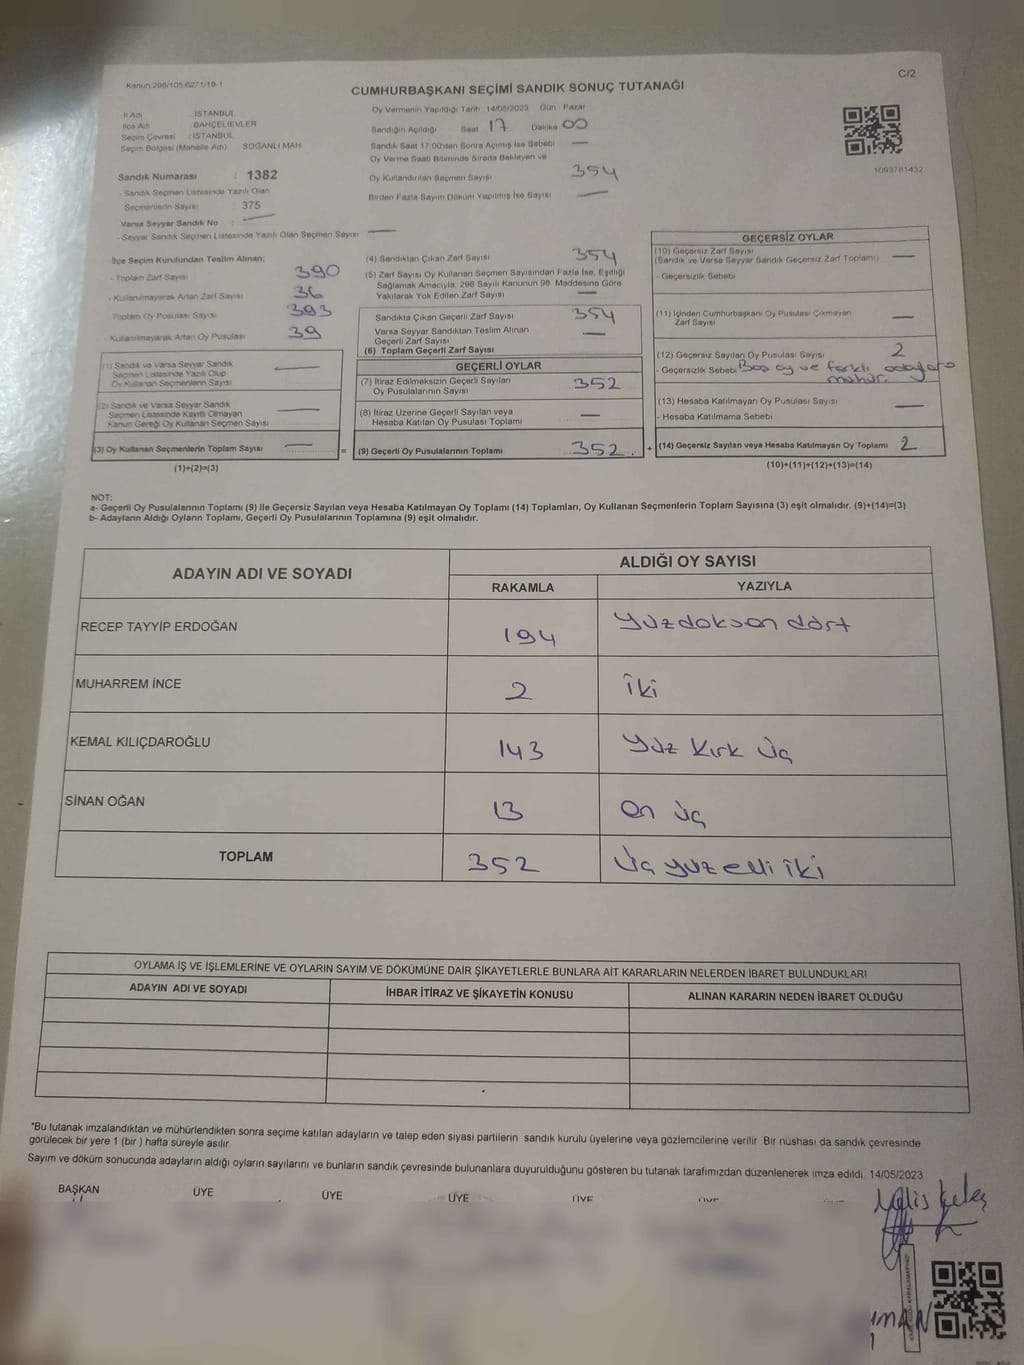 Kanun 298/105,6271/19-1
C/2
CUMHURBAŞKANI SEÇİMİ SANDIK SONUÇ TUTANAĞI
İl Adı : İSTANBUL
İlçe Adı : BAHÇELİEVLER
Seçim Çevresi : İSTANBUL
Seçim Bölgesi (Mahalle Adı) SOĞANLI MAH
Sandık Numarası : 1382
- Sandık Seçmen Listesinde Yazılı Olan
Seçmenlerin Sayısı : 375
Varsa Seyyar Sandık No : —
- Seyyar Sandık Seçmen Listesinde Yazılı Olan Seçmen Sayısı —
Oy Vermenin Yapıldığı Tarih 14/05/2023 Gün Pazar
Sandığın Açıldığı Saat 17 Dakika 00
Sandık Saat 17:00'den Sonra Açılmış İse Sebebi —
Oy Verme Saati Bitiminde Sırada Bekleyen ve
Oy Kullandırılan Seçmen Sayısı 354
Birden Fazla Sayım Döküm Yapılmış İse Sayısı —
1093781432
İlçe Seçim Kurulundan Teslim Alınan;
- Toplam Zarf Sayısı 390
- Kullanılmayarak Artan Zarf Sayısı 36
Toplam Oy Pusulası Sayısı 393
- Kullanılmayarak Artan Oy Pusulası 39
(1) Sandık ve Varsa Seyyar Sandık
Seçmen Listesinde Yazılı Olup
Oy Kullanan Seçmenlerin Sayısı —
(2) Sandık ve Varsa Seyyar Sandık
Seçmen Listesinde Kayıtlı Olmayan
Kanun Gereği Oy Kullanan Seçmen Sayısı —
(3) Oy Kullanan Seçmenlerin Toplam Sayısı — =
(1)+(2)=(3)
(4) Sandıktan Çıkan Zarf Sayısı 354
(5) Zarf Sayısı Oy Kullanan Seçmen Sayısından Fazla İse, Eşitliği
Sağlamak Amacıyla, 298 Sayılı Kanunun 98. Maddesine Göre
Yakılarak Yok Edilen Zarf Sayısı —
Sandıkta Çıkan Geçerli Zarf Sayısı 354
Varsa Seyyar Sandıktan Teslim Alınan
Geçerli Zarf Sayısı —
(6) Toplam Geçerli Zarf Sayısı
GEÇERLİ OYLAR
(7) İtiraz Edilmeksizin Geçerli Sayılan
Oy Pusulalarının Sayısı 352
(8) İtiraz Üzerine Geçerli Sayılan veya
Hesaba Katılan Oy Pusulası Toplamı —
(9) Geçerli Oy Pusulalarının Toplamı 352. +
GEÇERSİZ OYLAR
(10) Geçersiz Zarf Sayısı
(Sandık ve Varsa Seyyar Sandık Geçersiz Zarf Toplamı) —
- Geçersizlik Sebebi
(11) İçinden Cumhurbaşkanı Oy Pusulası Çıkmayan
Zarf Sayısı —
(12) Geçersiz Sayılan Oy Pusulası Sayısı 2
- Geçersizlik Sebebi Boş oy ve farklı adaylara
mühür.
(13) Hesaba Katılmayan Oy Pusulası Sayısı —
- Hesaba Katılmama Sebebi
(14) Geçersiz Sayılan veya Hesaba Katılmayan Oy Toplamı 2
(10)+(11)+(12)+(13)=(14)
NOT:
a- Geçerli Oy Pusulalarının Toplamı (9) ile Geçersiz Sayılan veya Hesaba Katılmayan Oy Toplamı (14) Toplamları, Oy Kullanan Seçmenlerin Toplam Sayısına (3) eşit olmalıdır. (9)+(14)=(3)
b- Adayların Aldığı Oyların Toplamı, Geçerli Oy Pusulalarının Toplamına (9) eşit olmalıdır.
ADAYIN ADI VE SOYADI ALDIĞI OY SAYISI
RAKAMLA YAZIYLA
RECEP TAYYİP ERDOĞAN 194 Yüzdoksan dört
MUHARREM İNCE 2 İki
KEMAL KILIÇDAROĞLU 143 Yüz Kırk Üç
SİNAN OĞAN 13 On üç
TOPLAM 352 Üç yüz elli iki
OYLAMA İŞ VE İŞLEMLERİNE VE OYLARIN SAYIM VE DÖKÜMÜNE DAİR ŞİKAYETLERLE BUNLARA AİT KARARLARIN NELERDEN İBARET BULUNDUKLARI
ADAYIN ADI VE SOYADI İHBAR İTİRAZ VE ŞİKAYETİN KONUSU ALINAN KARARIN NEDEN İBARET OLDUĞU
*Bu tutanak imzalandıktan ve mühürlendikten sonra seçime katılan adayların ve talep eden siyasi partilerin sandık kurulu üyelerine veya gözlemcilerine verilir Bir nüshası da sandık çevresinde
görülecek bir yere 1 (bir ) hafta süreyle asılır
Sayım ve döküm sonucunda adayların aldığı oyların sayılarını ve bunların sandık çevresinde bulunanlara duyurulduğunu gösteren bu tutanak tarafımızdan düzenlenerek imza edildi. 14/05/2023
BAŞKAN ÜYE ÜYE ÜYE ÜYE ÜYE